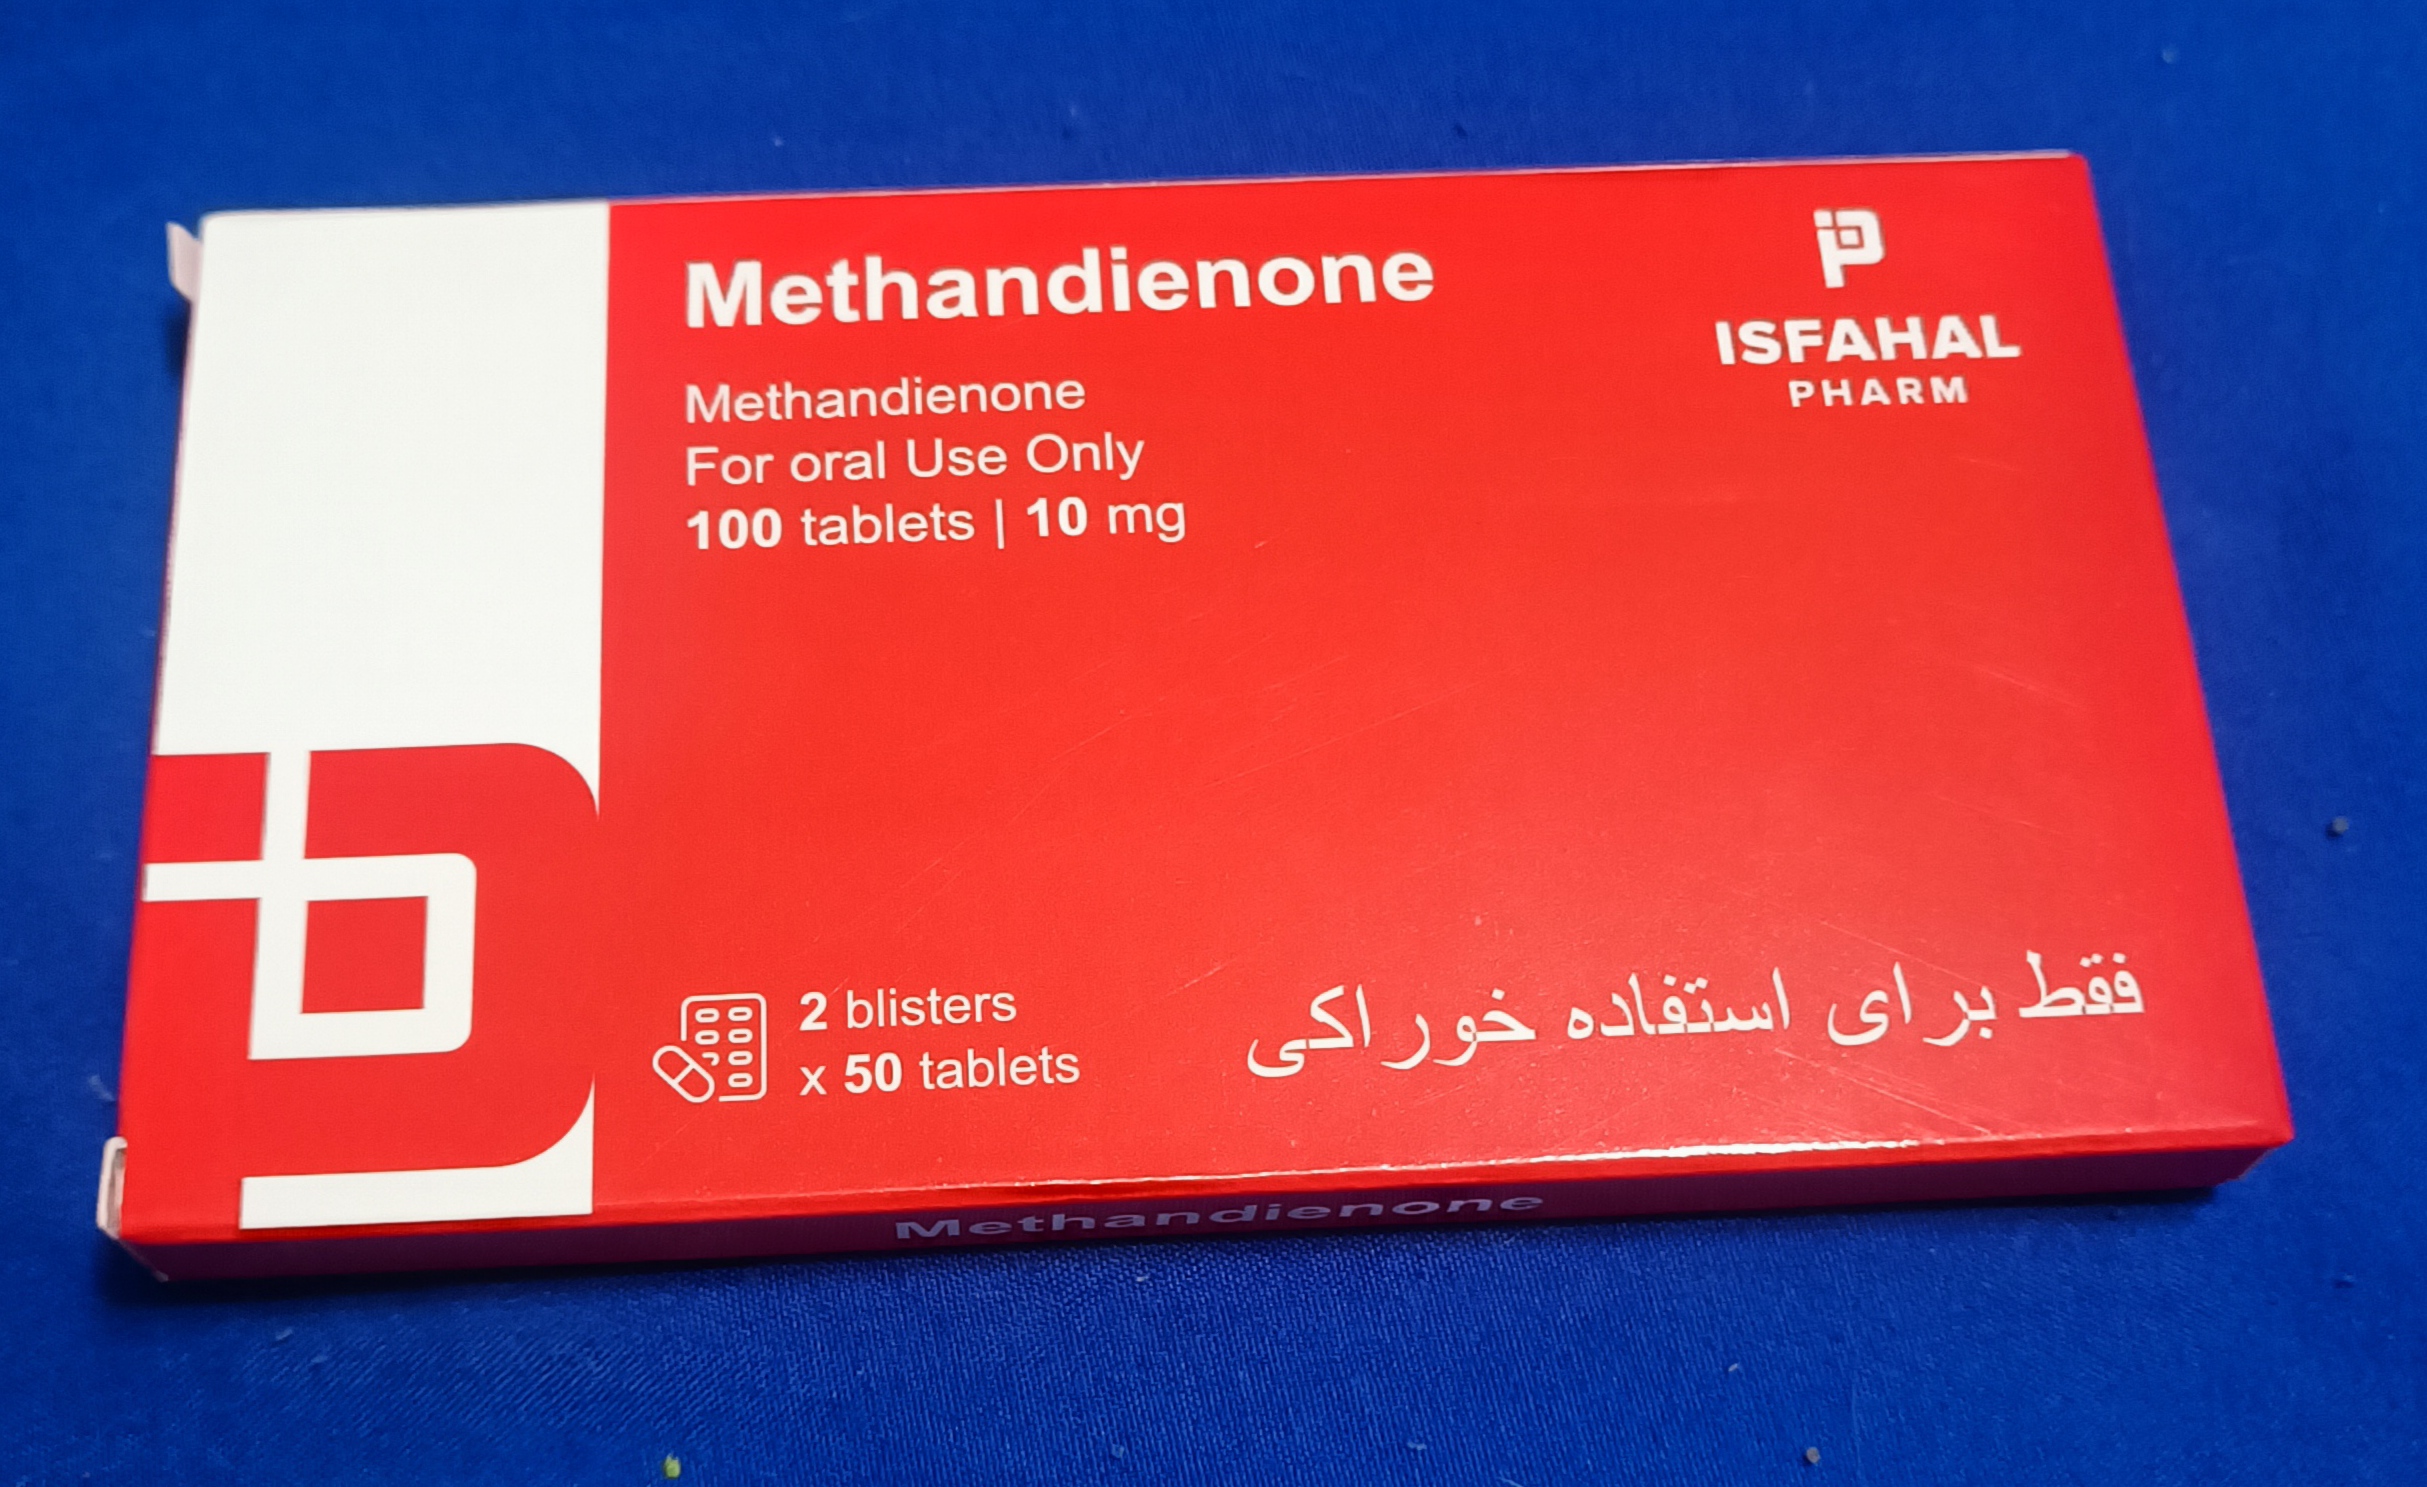 Methandienone
ISFAHAL
PHARM
Methandienone
For oral Use Only
100 tablets | 10 mg
2 blisters
x 50 tablets
فقط برای استفاده خوراکی
Methandienone